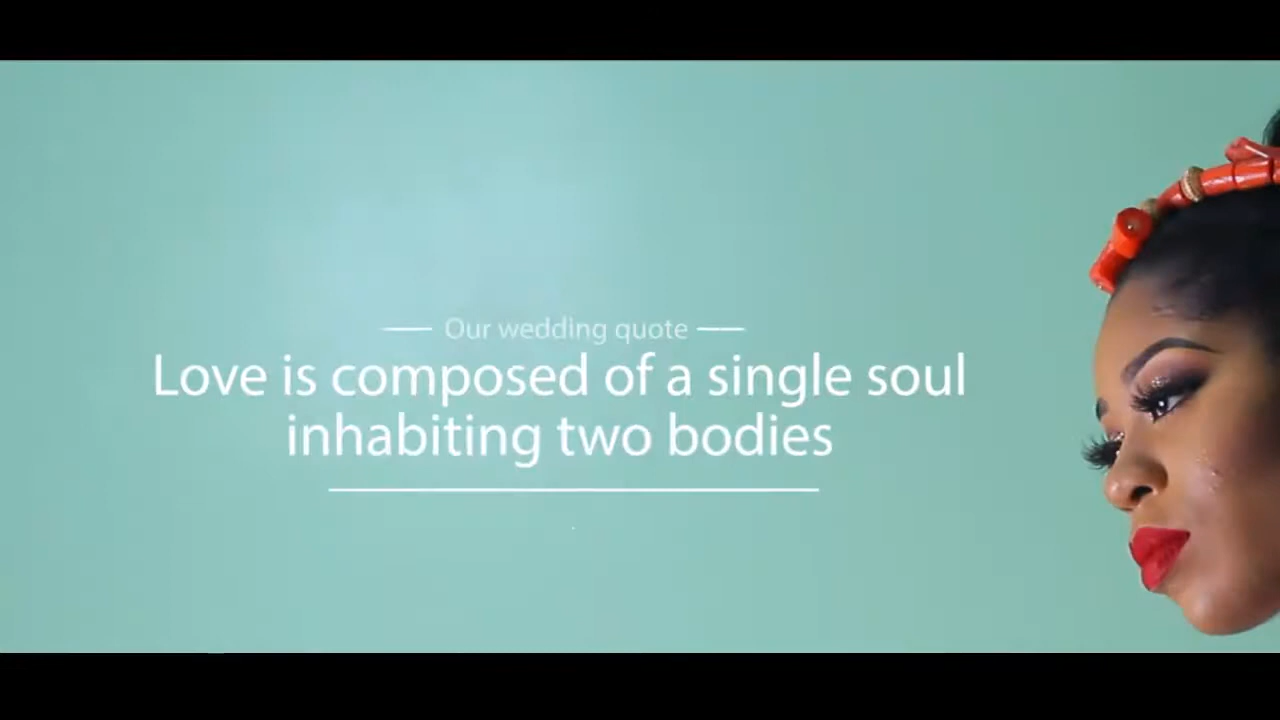 Our wedding quote
Love is composed of a single soul
inhabiting two bodies